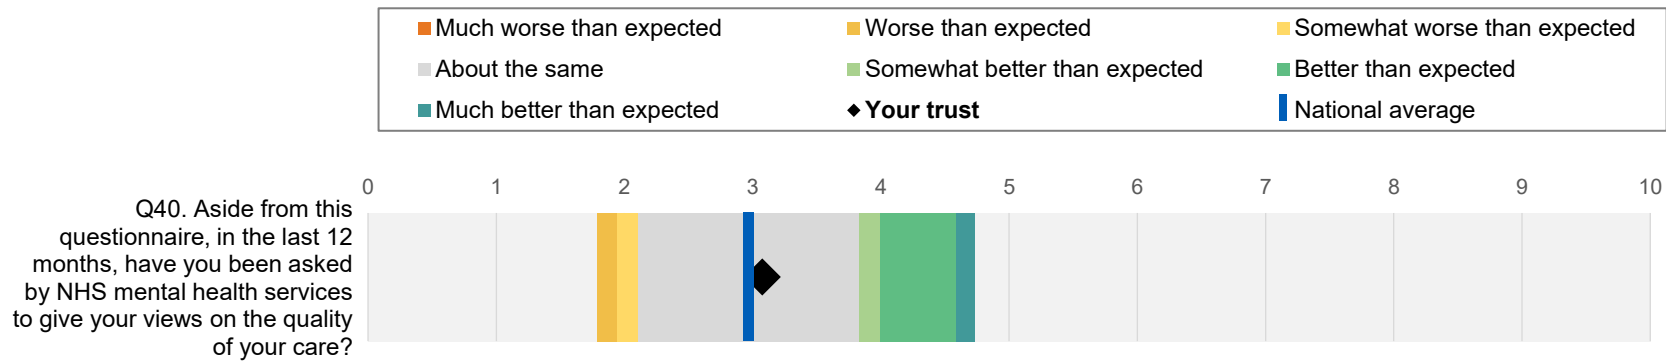 Much worse than expected
Worse than expected
Somewhat worse than expected
About the same
Somewhat better than expected
Better than expected
Much better than expected
Your trust
National average
0 1 2 3 4 5 6 7 8 9 10
Q40. Aside from this
questionnaire, in the last 12
months, have you been asked
by NHS mental health services
to give your views on the quality
of your care?